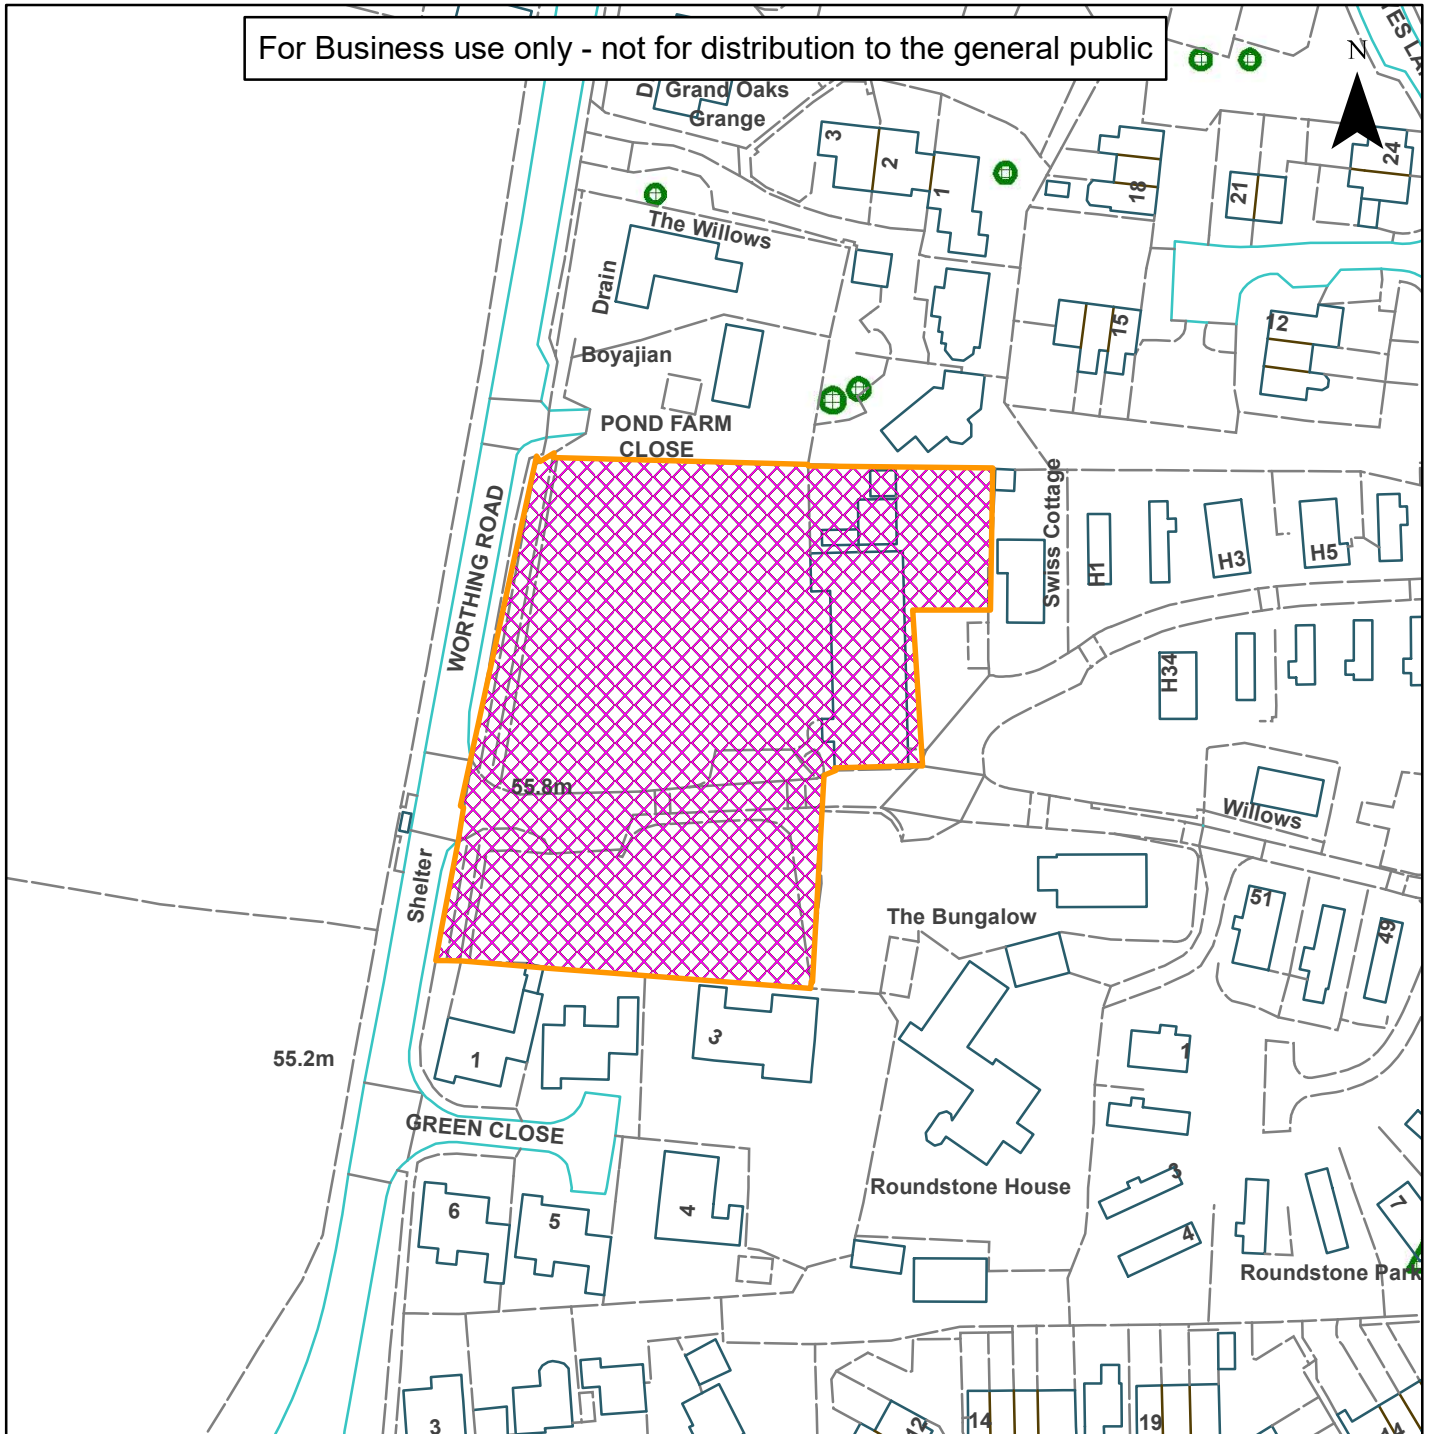 For Business use only - not for distribution to the general public
N
D
Grand Oaks
Grange
3
2
1
18
21
24
The Willows
Drain
Boyajian
15
12
POND FARM
CLOSE
WORTHING ROAD
Swiss Cottage
H1
H3
H5
H34
55.8m
Willows
Shelter
The Bungalow
51
49
55.2m
1
3
1
GREEN CLOSE
Roundstone House
3
6
5
4
4
7
Roundstone Park
3
12
14
19